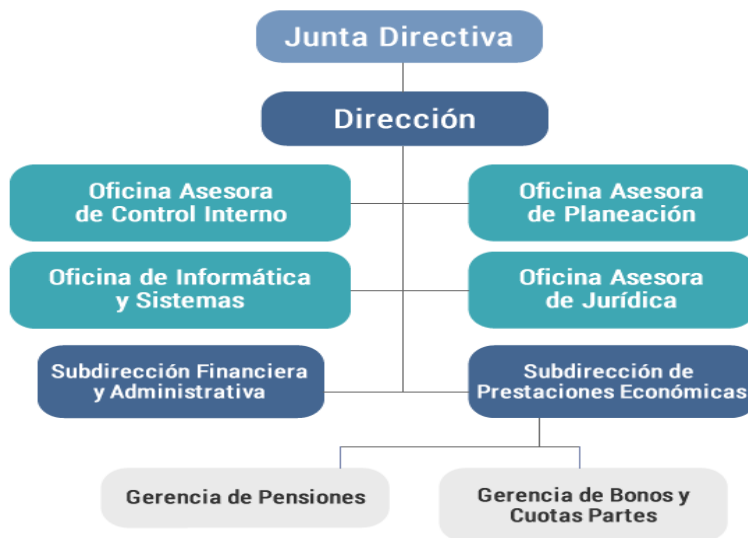 Junta Directiva
Dirección
Oficina Asesora
de Control Interno
Oficina Asesora
de Planeación
Oficina de Informática
y Sistemas
Oficina Asesora
de Jurídica
Subdirección Financiera
y Administrativa
Subdirección de
Prestaciones Económicas
Gerencia de Pensiones
Gerencia de Bonos y
Cuotas Partes